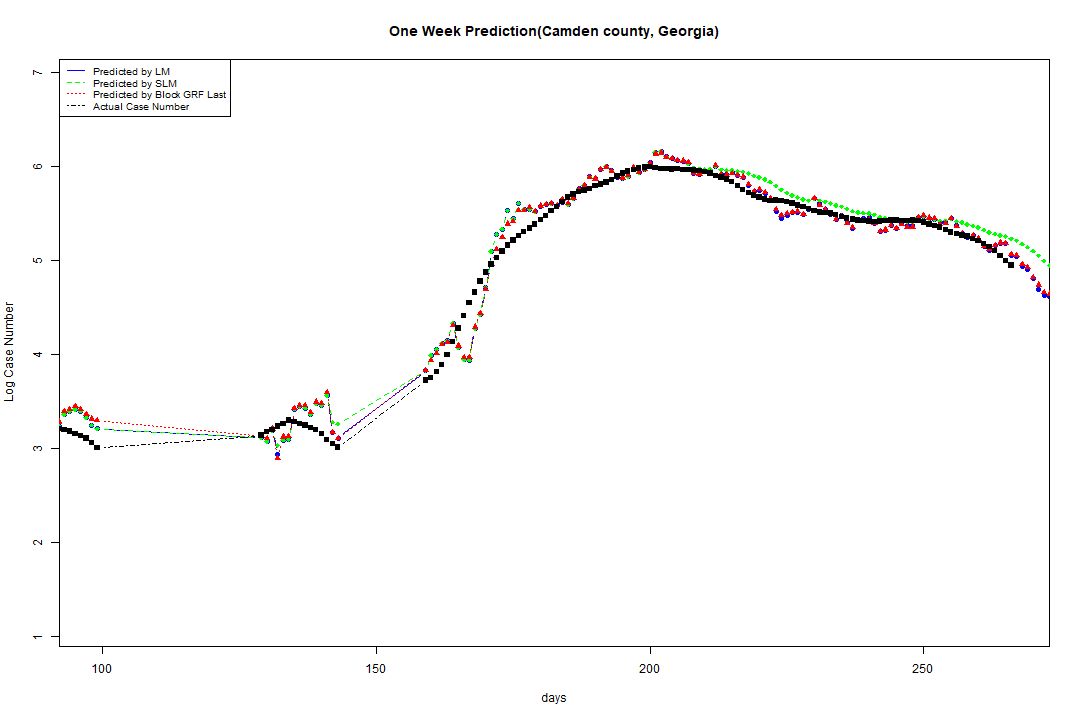 One Week Prediction(Camden county, Georgia)
Predicted by LM
Predicted by SLM
Predicted by Block GRF Last
Actual Case Number
7
6
5
4
3
2
1
Log Case Number
100 150 200 250
days